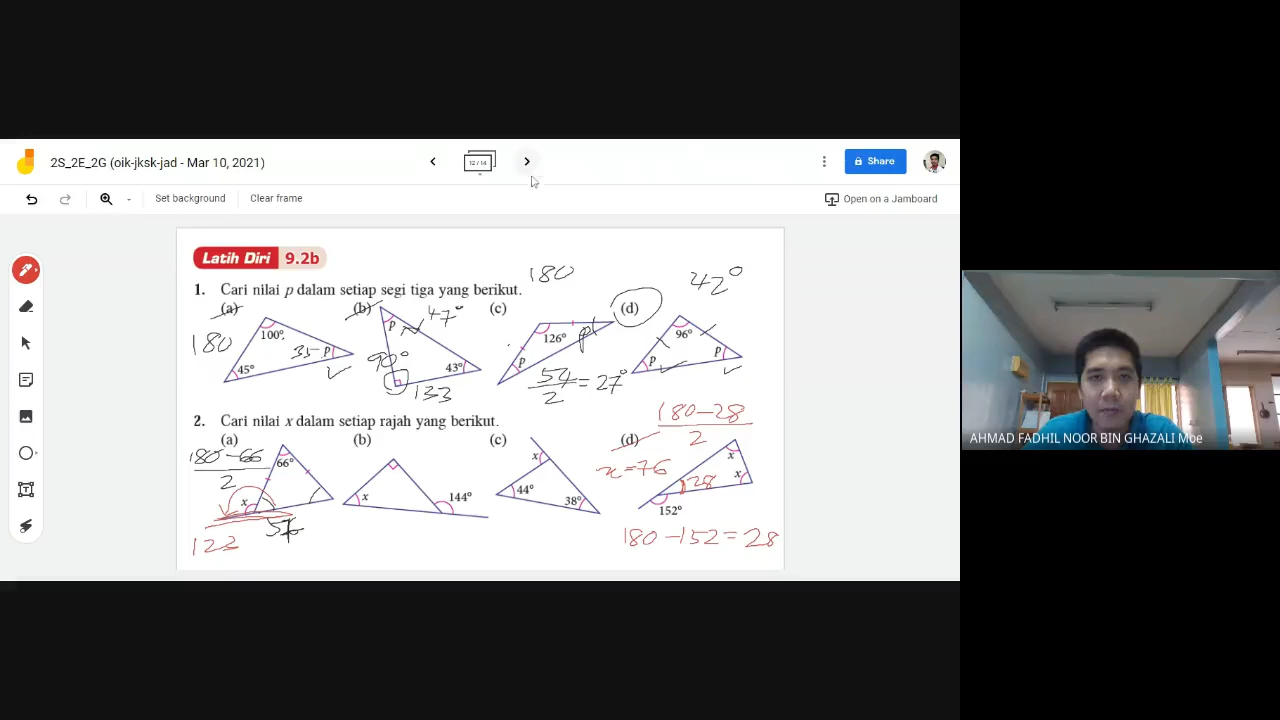 2S_2E_2G (oik-jksk-jad - Mar 10, 2021)
12 / 14
Share
Set background
Clear frame
Open on a Jamboard
Latih Diri 9.2b
180
42°
1. Cari nilai p dalam setiap segi tiga yang berikut.
(a) (b) (c) (d)
180 100° 35 p 45°
p 47° 90° 43° 133
126° p p
54/2 = 27°
96° p p
2. Cari nilai x dalam setiap rajah yang berikut.
(a) (b) (c) (d)
180-66
2
66° x
122
x 144°
x 44° 38°
180-28
2
x=76
x x 28 152°
180-152=28
AHMAD FADHIL NOOR BIN GHAZALI Moe